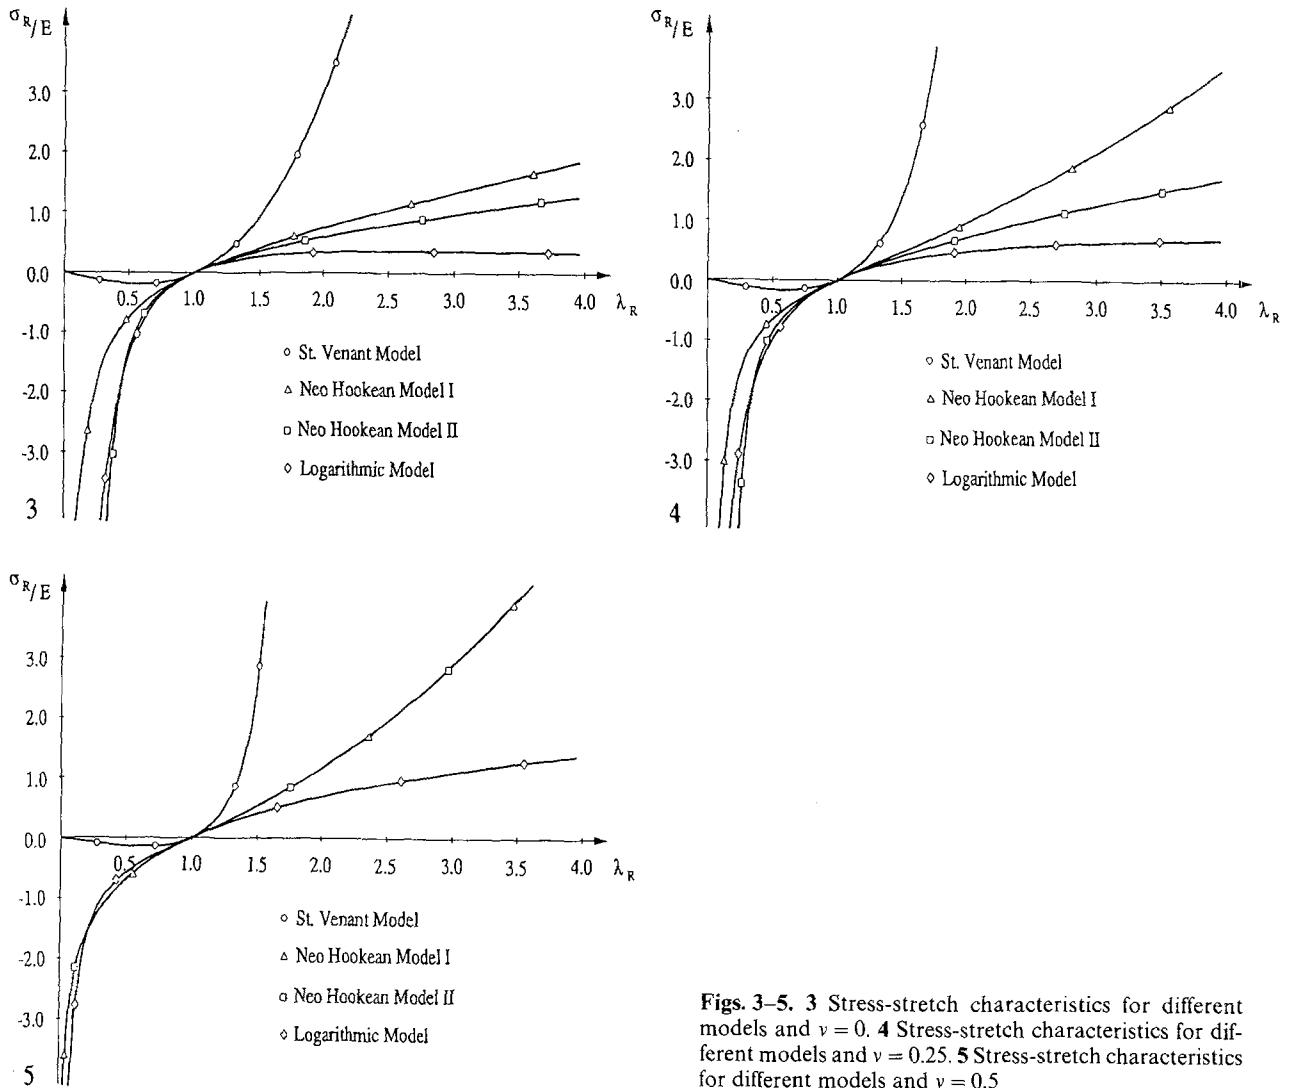 σ R/E
3.0
2.0
1.0
0.0
-1.0
-2.0
-3.0
0.5 1.0 1.5 2.0 2.5 3.0 3.5 4.0 λ R
St. Venant Model
Neo Hookean Model I
Neo Hookean Model II
Logarithmic Model
3
σ R/E
3.0
2.0
1.0
0.0
-1.0
-2.0
-3.0
0.5 1.0 1.5 2.0 2.5 3.0 3.5 4.0 λ R
St. Venant Model
Neo Hookean Model I
Neo Hookean Model II
Logarithmic Model
4
σ R/E
3.0
2.0
1.0
0.0
-1.0
-2.0
-3.0
0.5 1.0 1.5 2.0 2.5 3.0 3.5 4.0 λ R
St. Venant Model
Neo Hookean Model I
Neo Hookean Model II
Logarithmic Model
5
Figs. 3–5. 3 Stress-stretch characteristics for different
models and ν = 0. 4 Stress-stretch characteristics for dif-
ferent models and ν = 0.25. 5 Stress-stretch characteristics
for different models and ν = 0.5